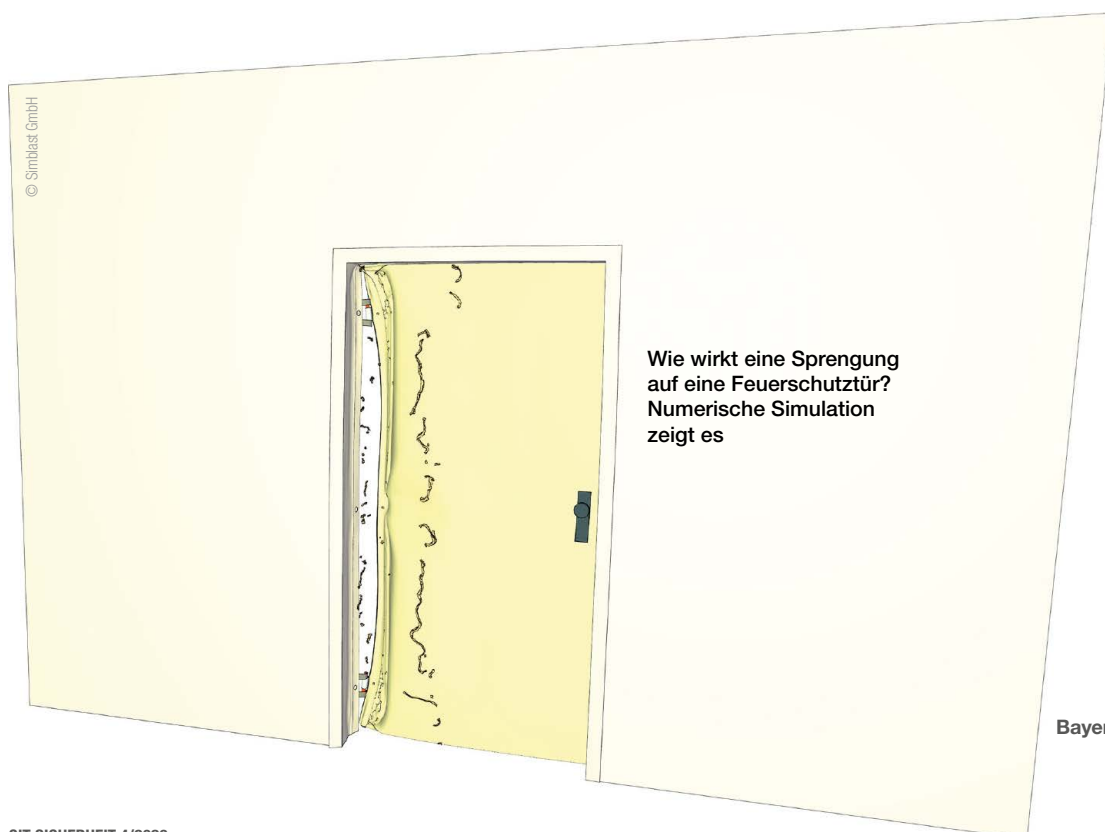 © Simblast GmbH
Wie wirkt eine Sprengung
auf eine Feuerschutztür?
Numerische Simulation
zeigt es